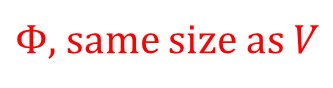 Φ, same size as V